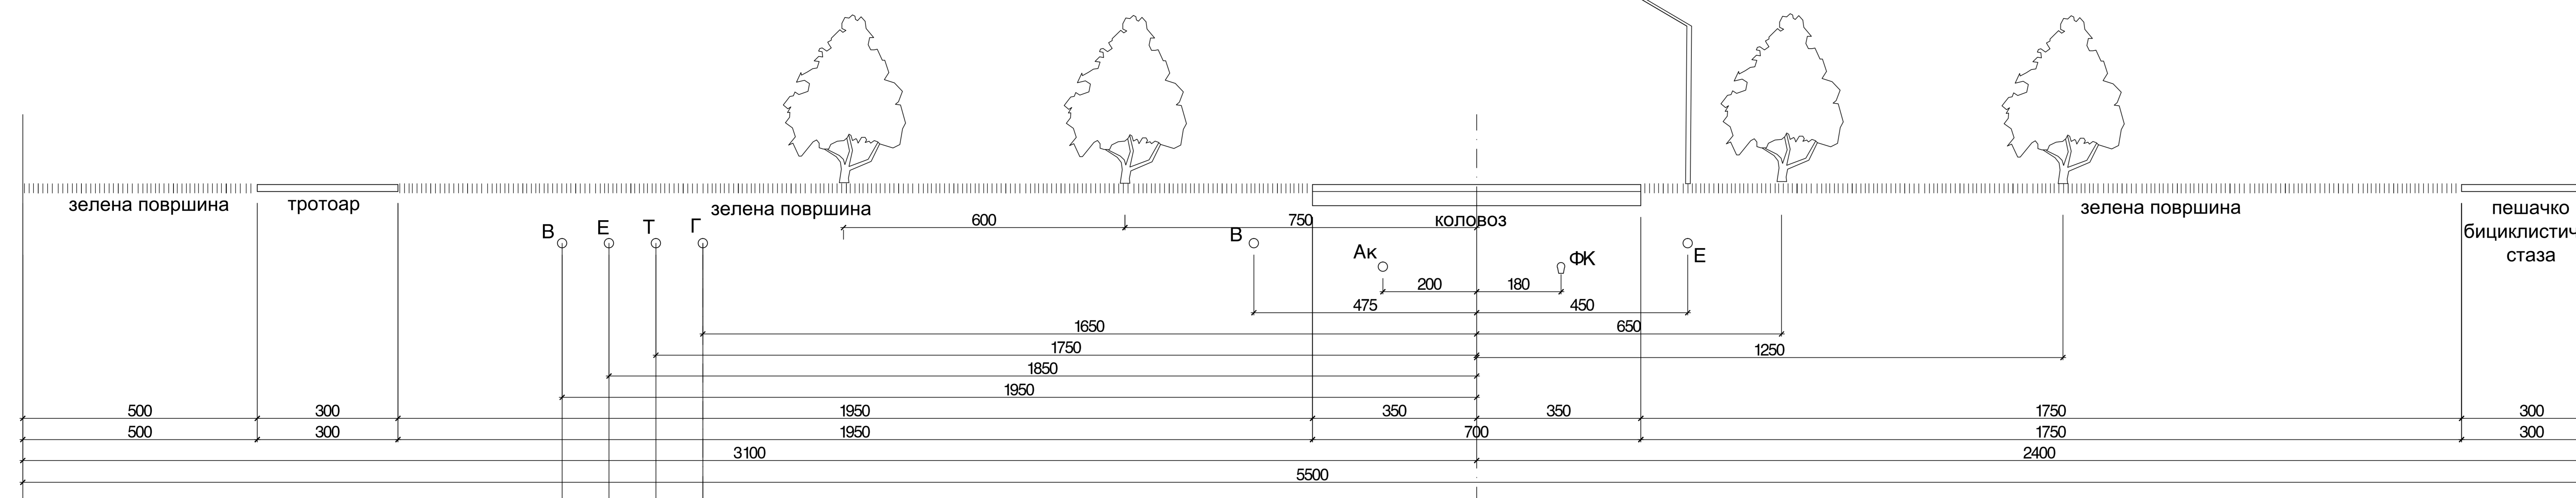 зелена површина
тротоар
зелена површина
коловоз
зелена површина
пешачко
бициклистич
стаза
В
Е
Т
Г
600
750
В
Ак
ФК
Е
200
180
475
450
1650
650
1750
1250
1850
1950
500
300
1950
350
350
1750
300
500
300
1950
700
1750
300
3100
2400
5500